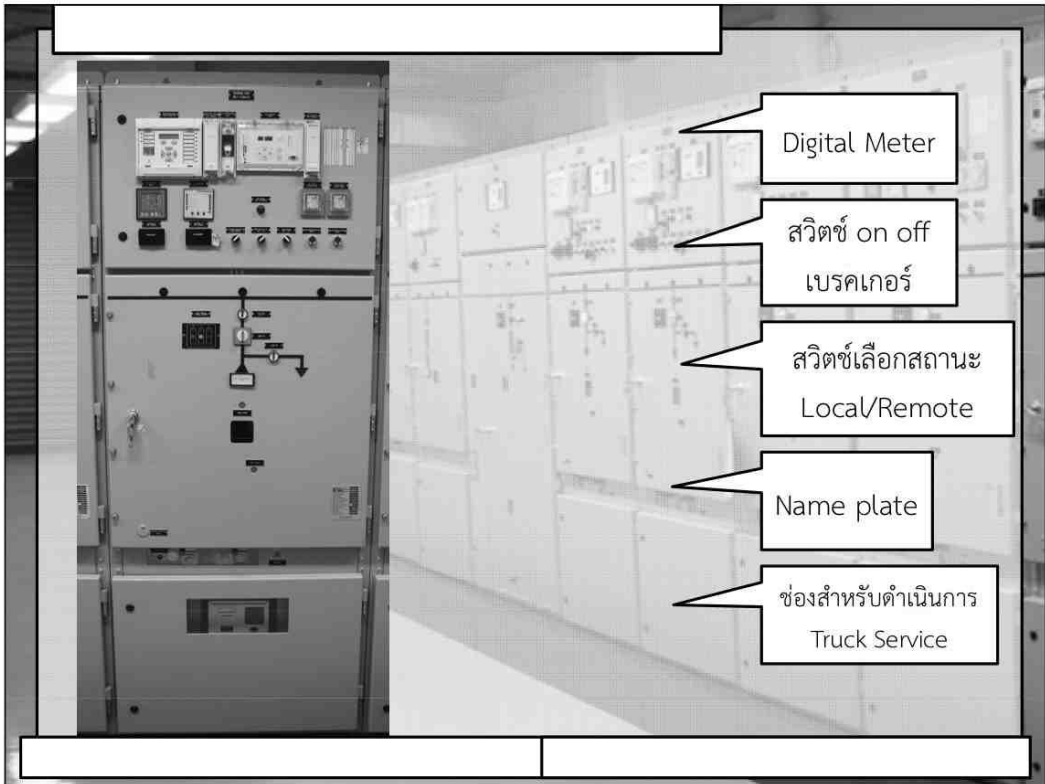 Digital Meter
สวิตช์ on off
เบรคเกอร์
สวิตช์เลือกสถานะ
Local/Remote
Name plate
ช่องสำหรับดำเนินการ
Truck Service